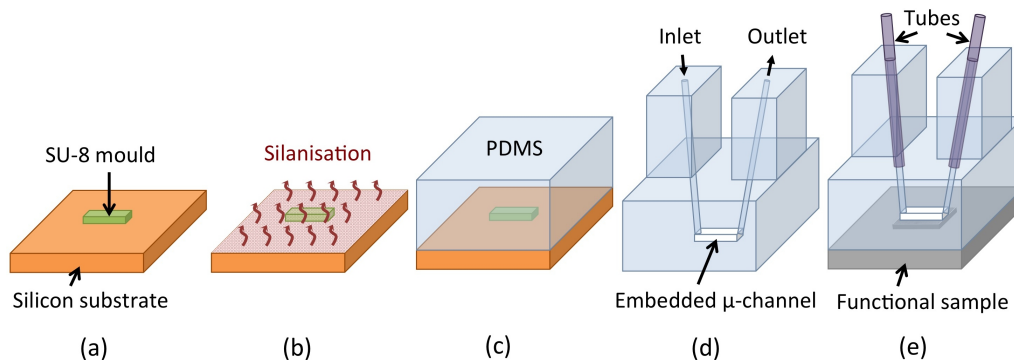 SU-8 mould
Silicon substrate
(a)
Silanisation
(b)
PDMS
(c)
Inlet
Outlet
Embedded μ-channel
(d)
Tubes
Functional sample
(e)